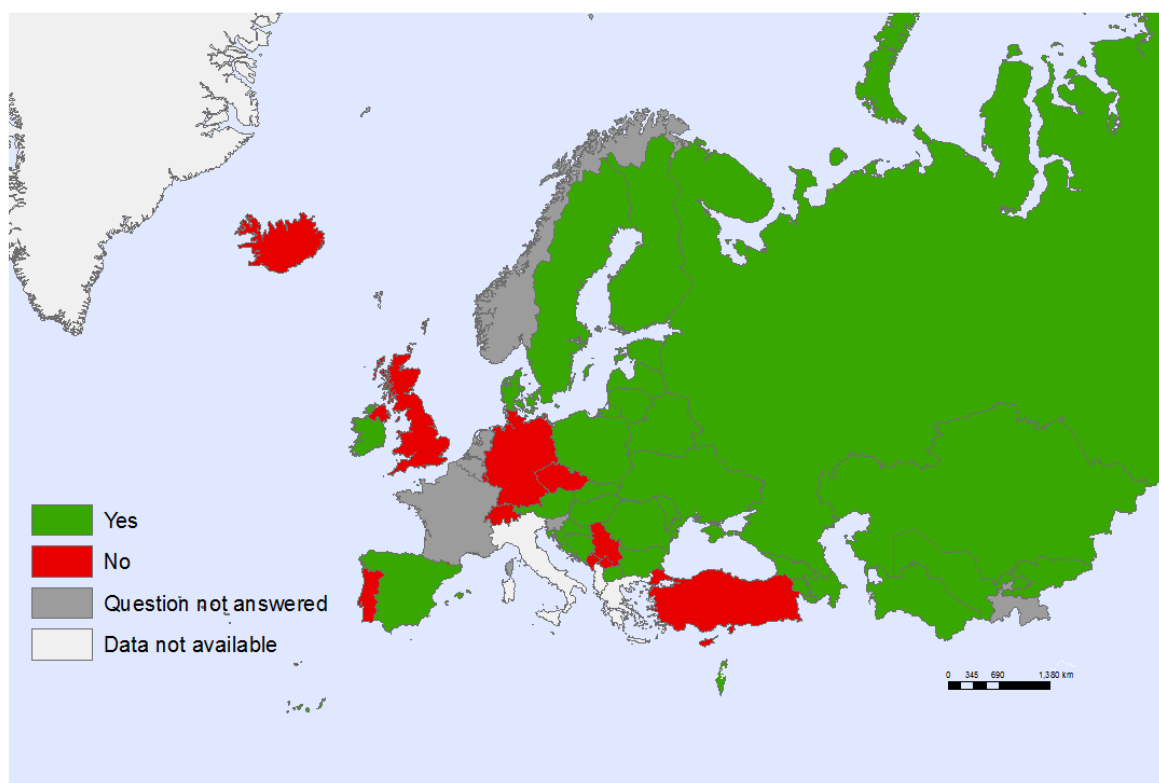 Yes
No
Question not answered
Data not available
0 345 690 1,380 km